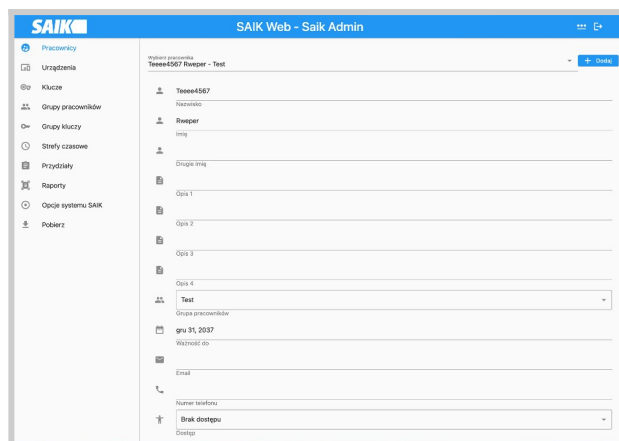 SAIK
SAIK Web - Saik Admin
Pracownicy
Urządzenia
Klucze
Grupy pracowników
Grupy kluczy
Strefy czasowe
Przydziały
Raporty
Opcje systemu SAIK
Pobierz
Wybierz pracownika
Teeee4567 Rweper - Test
+ Dodaj
Teeee4567
Nazwisko
Rweper
Imię
Drugie imię
Opis 1
Opis 2
Opis 3
Opis 4
Test
Grupa pracowników
gru 31, 2037
Ważność do
Email
Numer telefonu
Brak dostępu
Dostęp